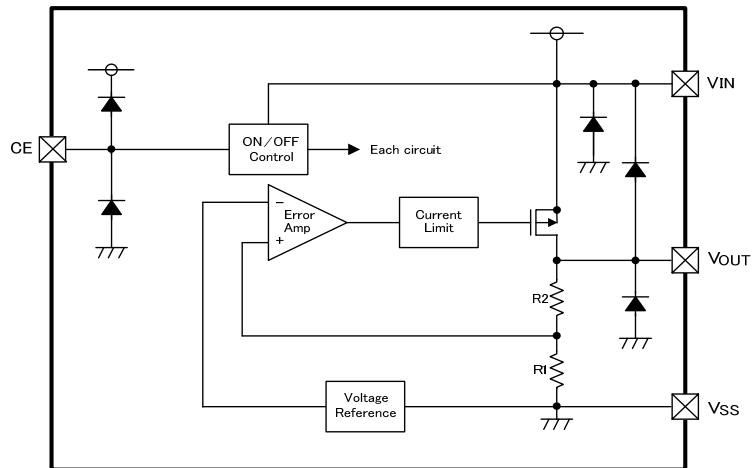 VIN
CE
ON/OFF
Control
Each circuit
−
Error
Amp
+
Current
Limit
VOUT
R2
R1
Voltage
Reference
VSS